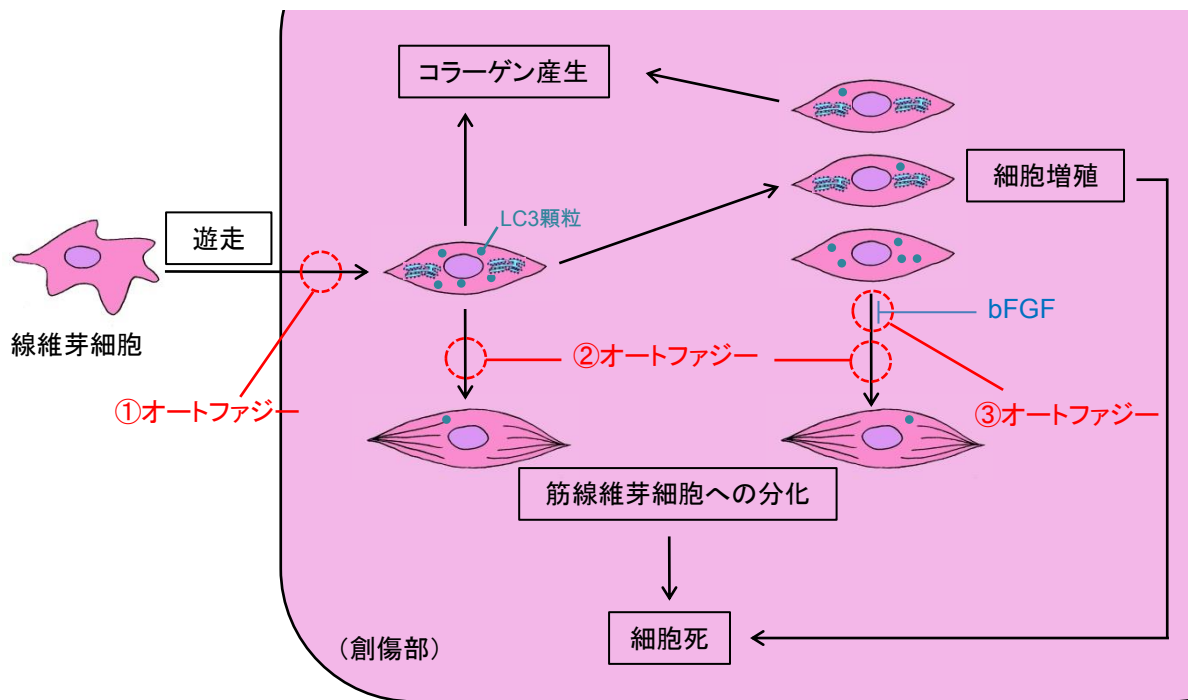 コラーゲン産生
細胞増殖
LC3顆粒
遊走
bFGF
線維芽細胞
②オートファジー
①オートファジー
③オートファジー
筋線維芽細胞への分化
細胞死
（創傷部）